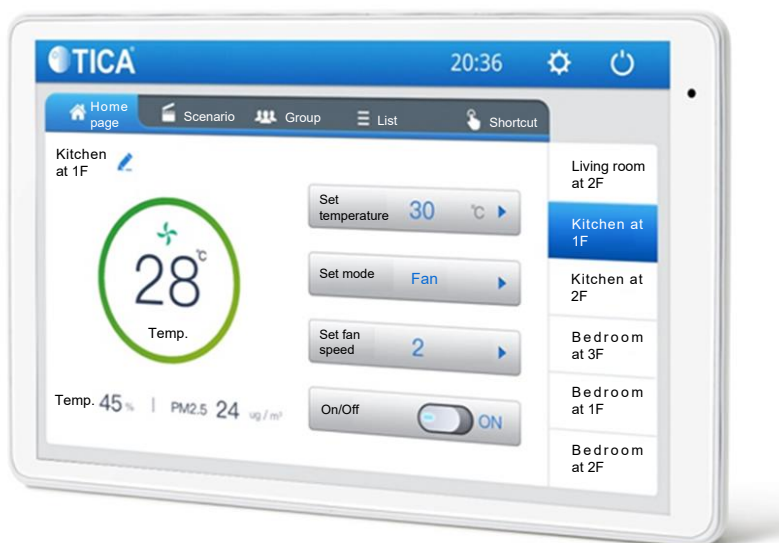 TICA
20:36
Home
page
Scenario
Group
List
Shortcut
Kitchen
at 1F
28
℃
Temp.
Temp. 45 % | PM2.5 24 ug/m³
Set
temperature
30 ℃
Set mode
Fan
Set fan
speed
2
On/Off
ON
Living room
at 2F
Kitchen at
1F
Kitchen at
2F
Bedroom
at 3F
Bedroom
at 1F
Bedroom
at 2F